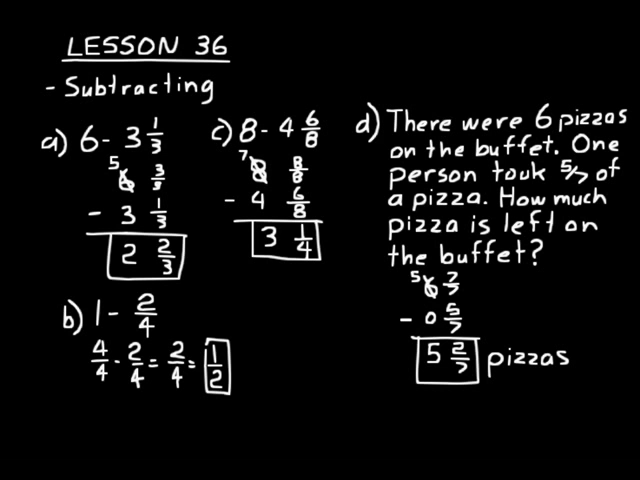 LESSON 36
- Subtracting
a) 6 - 3 1/3
5 6 3/3
- 3 1/3
2 2/3
b) 1 - 2/4
4/4 - 2/4 = 2/4 = 1/2
c) 8 - 4 6/8
7 8 8/8
- 4 6/8
3 1/4
d) There were 6 pizzas
on the buffet. One
person took 5/7 of
a pizza. How much
pizza is left on
the buffet?
5 6 7/7
- 0 5/7
5 2/7 pizzas